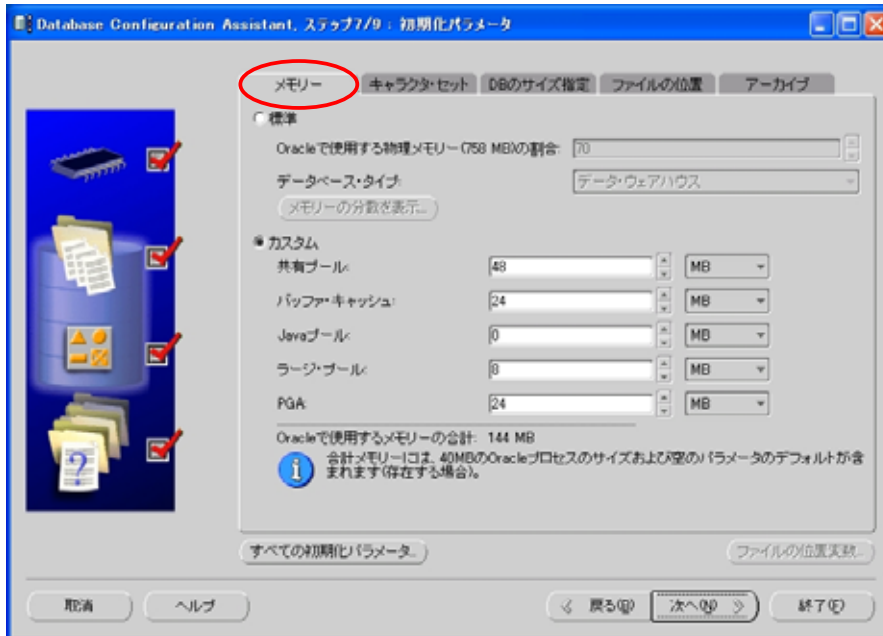 Database Configuration Assistant, ステップ7/9 : 初期化パラメータ
メモリー キャラクタ・セット DBのサイズ指定 ファイルの位置 アーカイブ
標準
Oracleで使用する物理メモリー(758 MB)の割合: 70
データベース・タイプ: データ・ウェアハウス
メモリーの分散を表示...
カスタム
共有プール: 48 MB
バッファ・キャッシュ: 24 MB
Javaプール: 0 MB
ラージ・プール: 8 MB
PGA: 24 MB
Oracleで使用するメモリーの合計: 144 MB
合計メモリーには、40MBのOracleプロセスのサイズおよび空のパラメータのデフォルトが含
まれます(存在する場合)。
すべての初期化パラメータ... ファイルの位置変数...
取消 ヘルプ 戻る(B) 次へ(N) 終了(F)